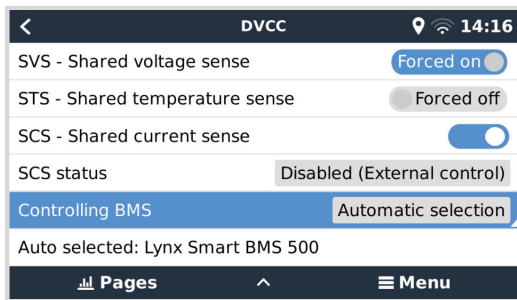 DVCC 14:16
SVS - Shared voltage sense Forced on
STS - Shared temperature sense Forced off
SCS - Shared current sense
SCS status Disabled (External control)
Controlling BMS Automatic selection
Auto selected: Lynx Smart BMS 500
Pages Menu